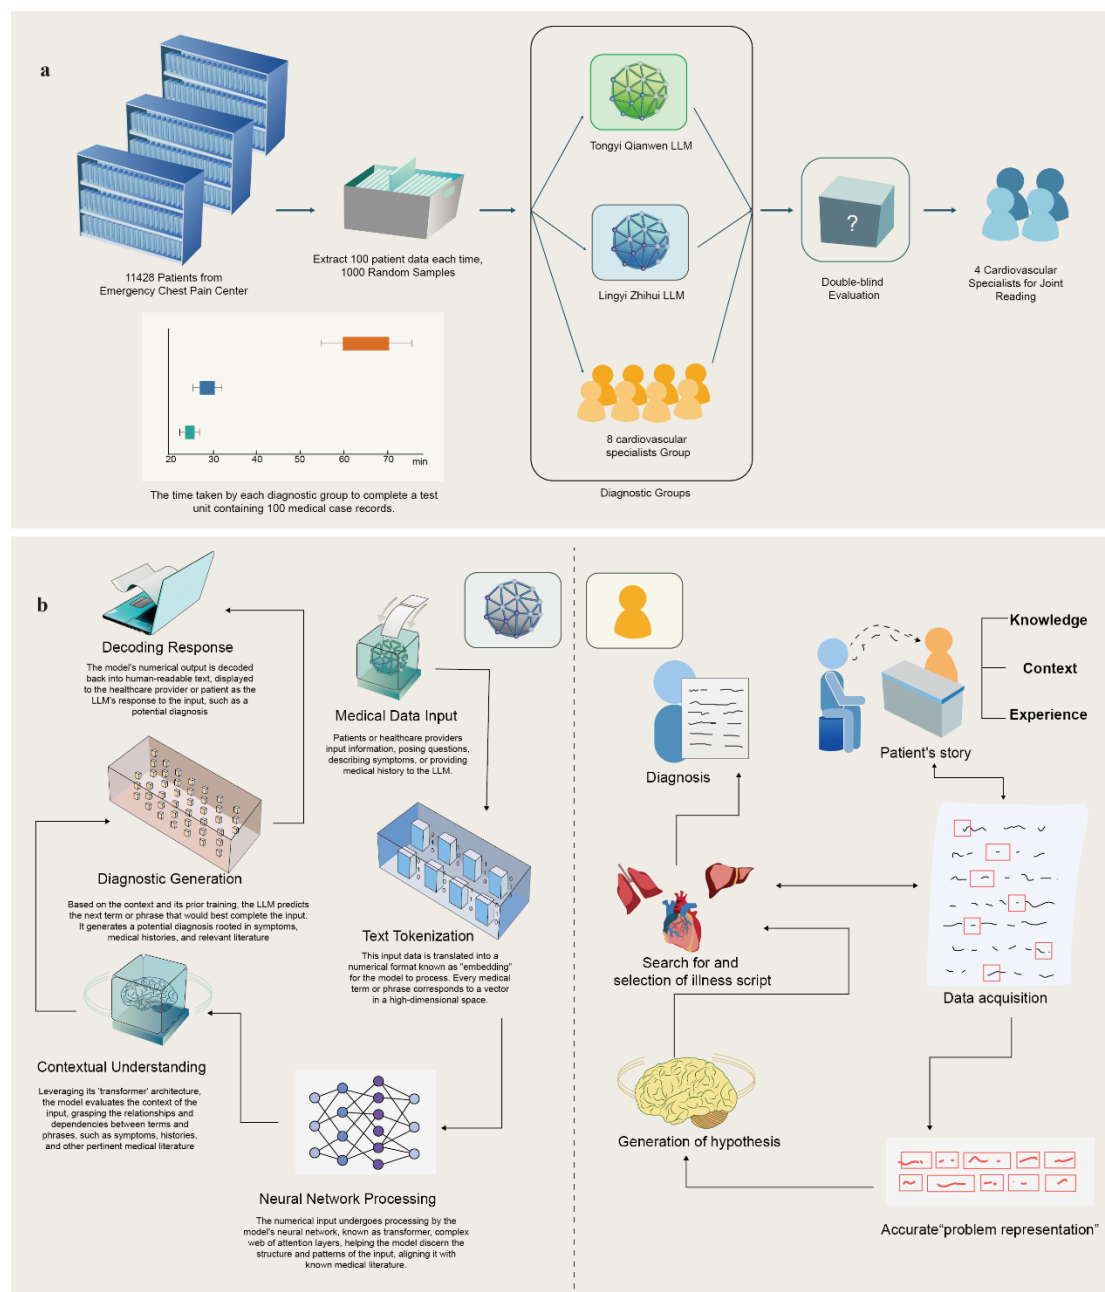 a
11428 Patients from
Emergency Chest Pain Center
Extract 100 patient data each time,
1000 Random Samples
Tongyi Qianwen LLM
Lingyi Zhihui LLM
8 cardiovascular
specialists Group
Diagnostic Groups
?
Double-blind
Evaluation
4 Cardiovascular
Specialists for Joint
Reading
20 30 40 50 60 70 min
The time taken by each diagnostic group to complete a test
unit containing 100 medical case records.
b
Decoding Response
The model's numerical output is decoded
back into human-readable text, displayed
to the healthcare provider or patient as the
LLM's response to the input, such as a
potential diagnosis
Medical Data Input
Patients or healthcare providers
input information, posing questions,
describing symptoms, or providing
medical history to the LLM.
Diagnostic Generation
Based on the context and its prior training, the LLM predicts
the next term or phrase that would best complete the input.
It generates a potential diagnosis rooted in symptoms,
medical histories, and relevant literature
Text Tokenization
This input data is translated into a
numerical format known as "embedding"
for the model to process. Every medical
term or phrase corresponds to a vector
in a high-dimensional space.
Contextual Understanding
Leveraging its 'transformer' architecture,
the model evaluates the context of the
input, grasping the relationships and
dependencies between terms and
phrases, such as symptoms, histories,
and other pertinent medical literature
Neural Network Processing
The numerical input undergoes processing by the
model's neural network, known as transformer, complex
web of attention layers, helping the model discern the
structure and patterns of the input, aligning it with
known medical literature.
Knowledge
Context
Experience
Patient's story
Diagnosis
Search for and
selection of illness script
Data acquisition
Generation of hypothesis
Accurate“problem representation”